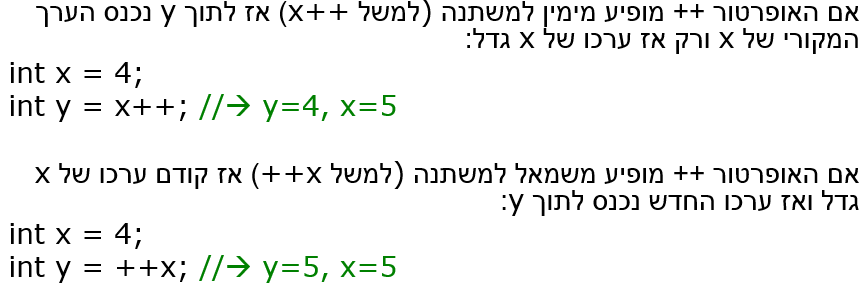 אם האופרטור ++ מופיע מימין למשתנה (למשל x++) אז לתוך y נכנס הערך
המקורי של x ורק אז ערכו של x גדל:
int x = 4;
int y = x++; //→ y=4, x=5
אם האופרטור ++ מופיע משמאל למשתנה (למשל ++x) אז קודם ערכו של x
גדל ואז ערכו החדש נכנס לתוך y:
int x = 4;
int y = ++x; //→ y=5, x=5